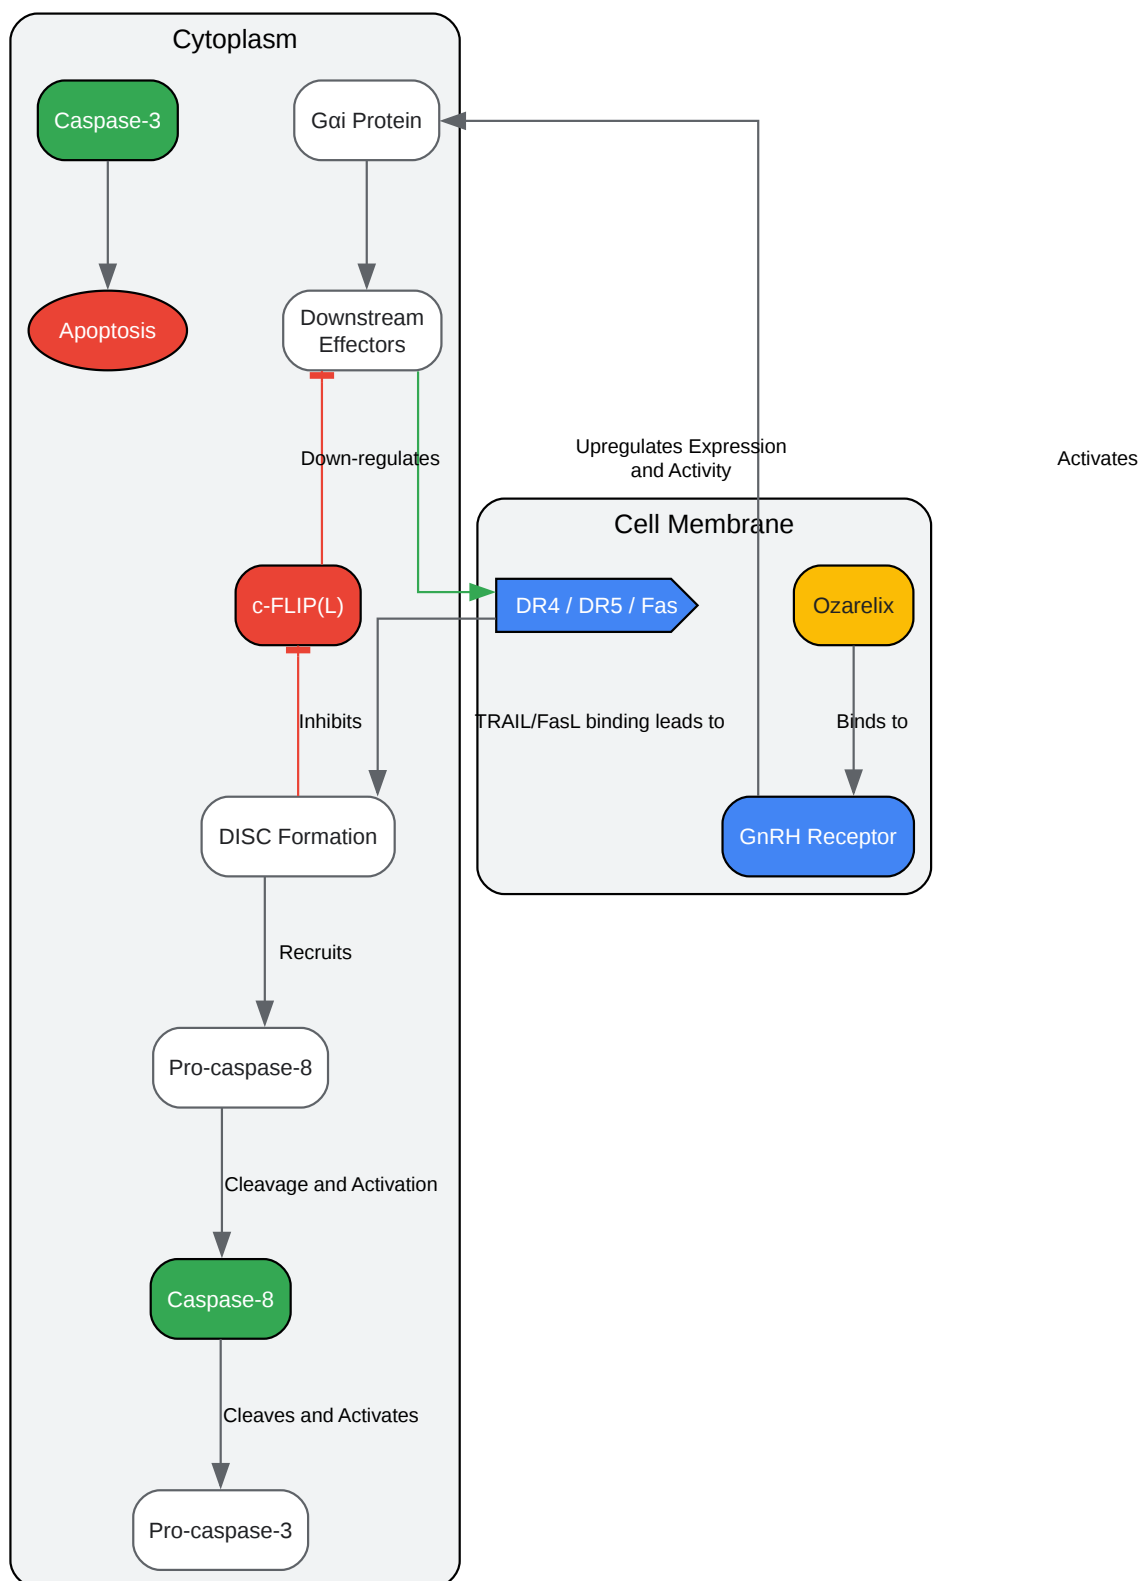 Cytoplasm
Caspase-3
Gαi Protein
Apoptosis
Downstream
Effectors
Down-regulates
Upregulates Expression
and Activity
Activates
Cell Membrane
c-FLIP(L)
DR4 / DR5 / Fas
Ozarelix
Inhibits
TRAIL/FasL binding leads to
Binds to
DISC Formation
GnRH Receptor
Recruits
Pro-caspase-8
Cleavage and Activation
Caspase-8
Cleaves and Activates
Pro-caspase-3